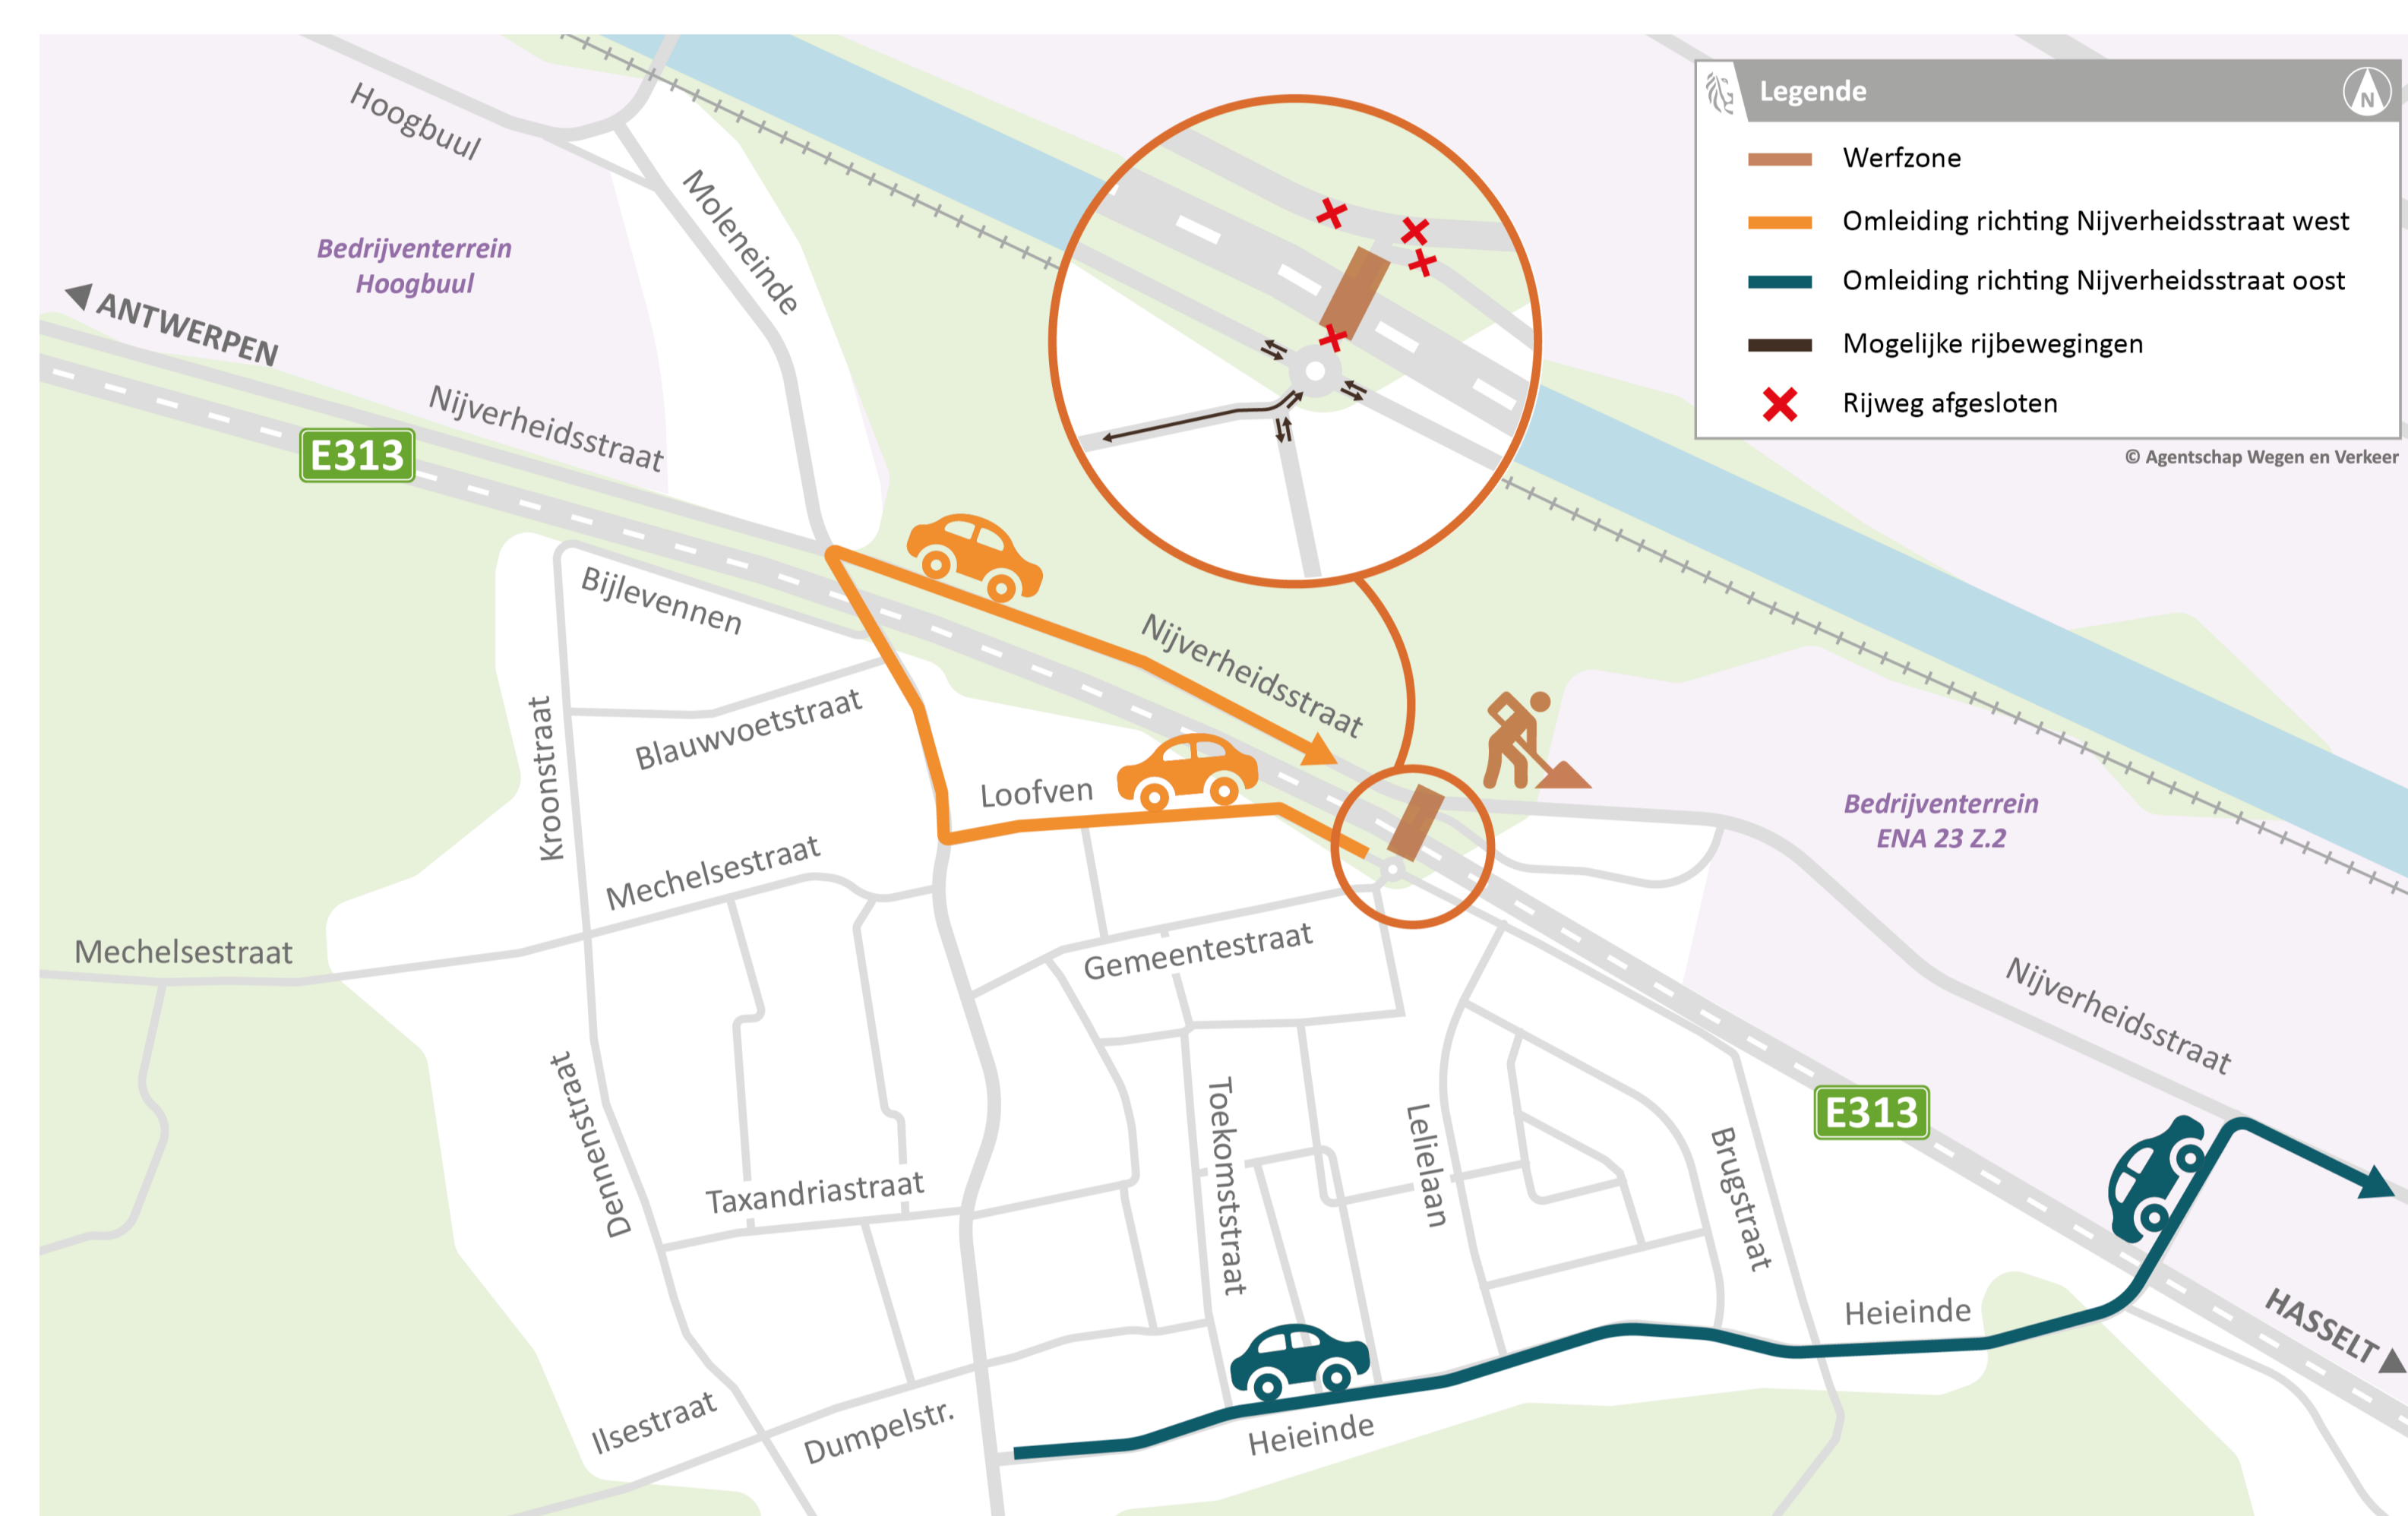 Hoogbuul
Moleneinde
Legende
N
Werfzone
Omleiding richting Nijverheidsstraat west
Omleiding richting Nijverheidsstraat oost
Mogelijke rijbewegingen
Rijweg afgesloten
© Agentschap Wegen en Verkeer
Bedrijventerrein
Hoogbuul
ANTWERPEN
Nijverheidsstraat
E313
Bijlevennen
Nijverheidsstraat
Kroonstraat
Blauwvoetstraat
Loofven
Bedrijventerrein
ENA 23 Z.2
Mechelsestraat
Mechelsestraat
Gemeentestraat
Nijverheidsstraat
Dennenstraat
Toekomststraat
Lelielaan
Brugstraat
E313
Taxandriastraat
Heieinde
HASSELT
Ilsestraat
Dumpelstr.
Heieinde